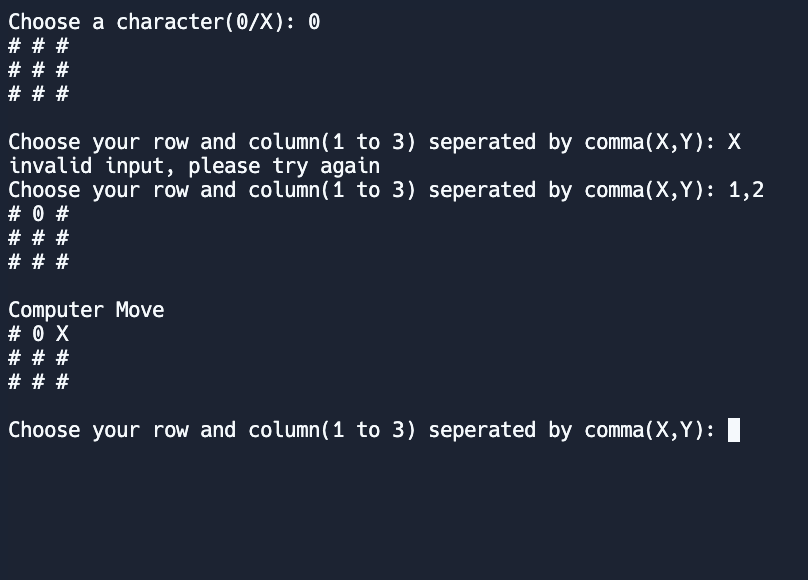 Choose a character(0/X): 0
# # #
# # #
# # #
Choose your row and column(1 to 3) seperated by comma(X,Y): X
invalid input, please try again
Choose your row and column(1 to 3) seperated by comma(X,Y): 1,2
# 0 #
# # #
# # #
Computer Move
# 0 X
# # #
# # #
Choose your row and column(1 to 3) seperated by comma(X,Y):